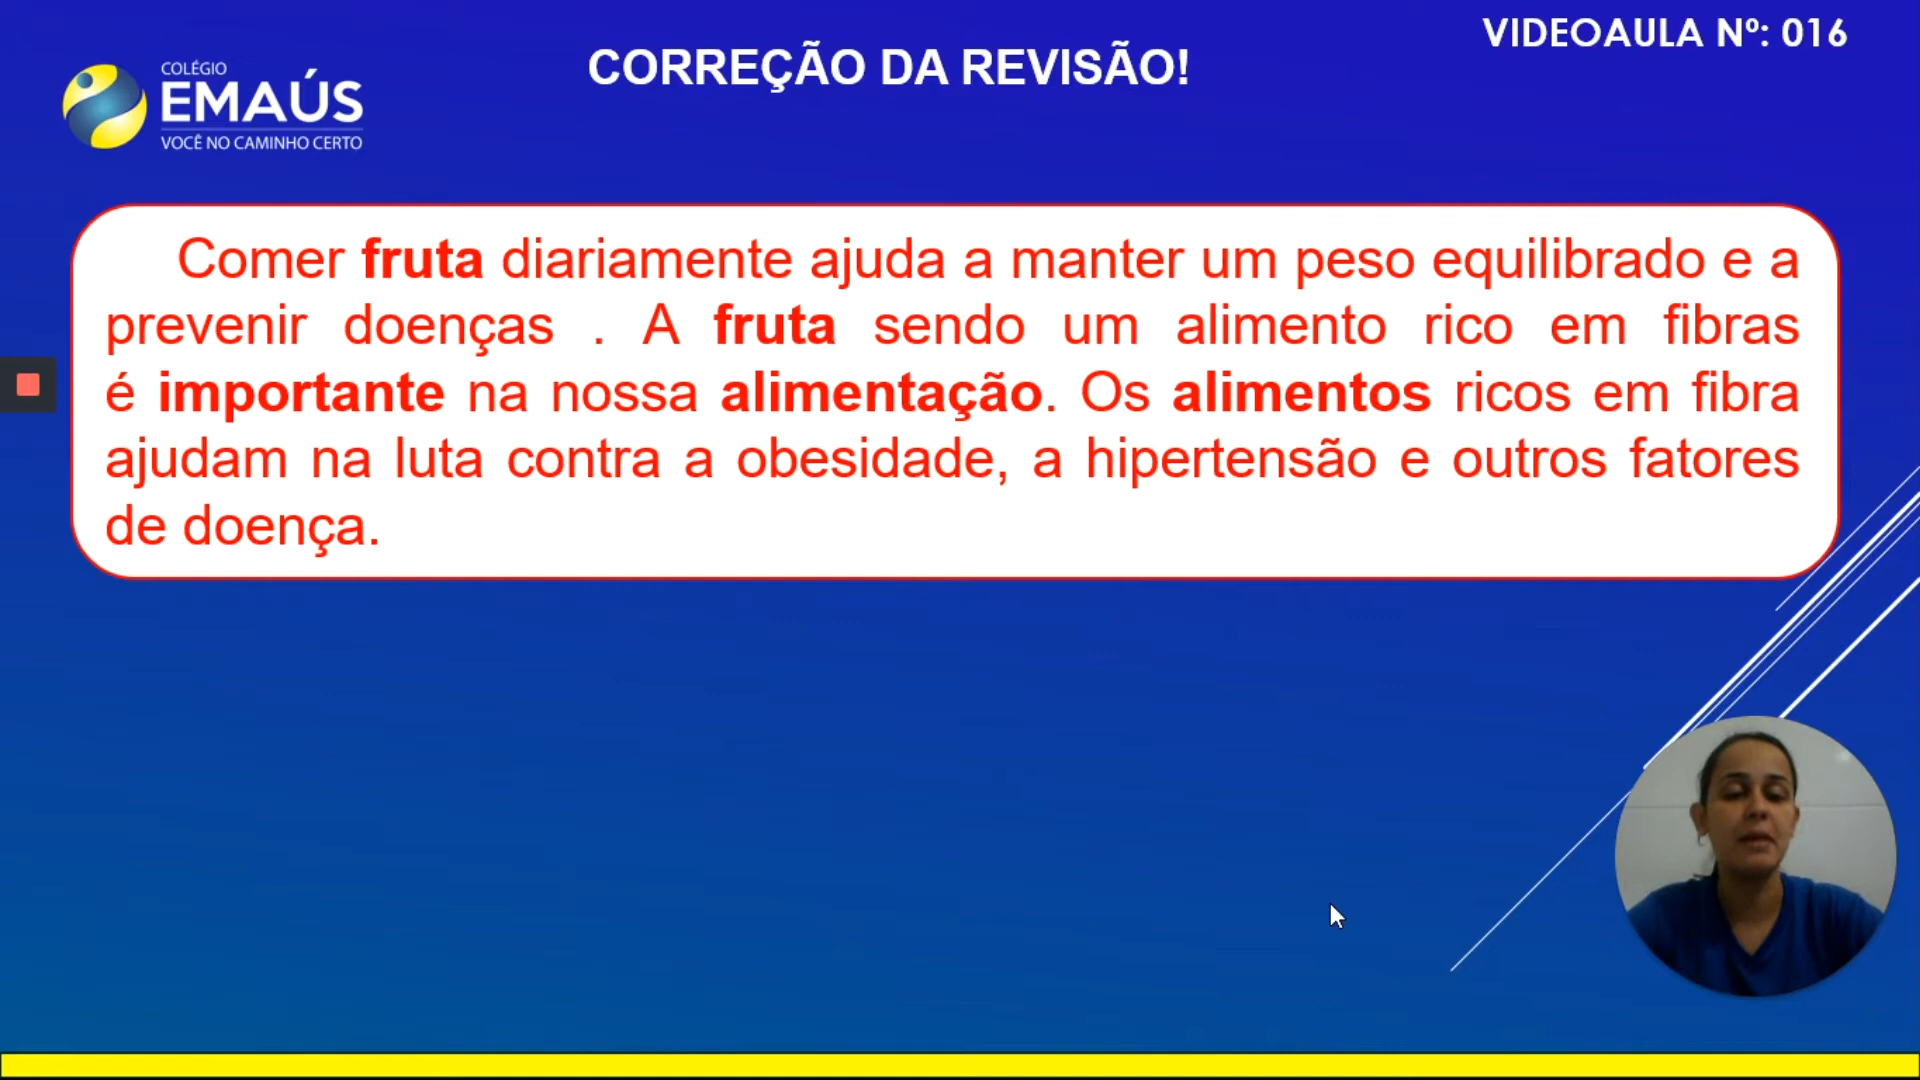 VIDEOAULA Nº: 016
CORREÇÃO DA REVISÃO!
COLÉGIO
EMAÚS
VOCÊ NO CAMINHO CERTO
Comer fruta diariamente ajuda a manter um peso equilibrado e a
prevenir doenças . A fruta sendo um alimento rico em fibras
é importante na nossa alimentação. Os alimentos ricos em fibra
ajudam na luta contra a obesidade, a hipertensão e outros fatores
de doença.